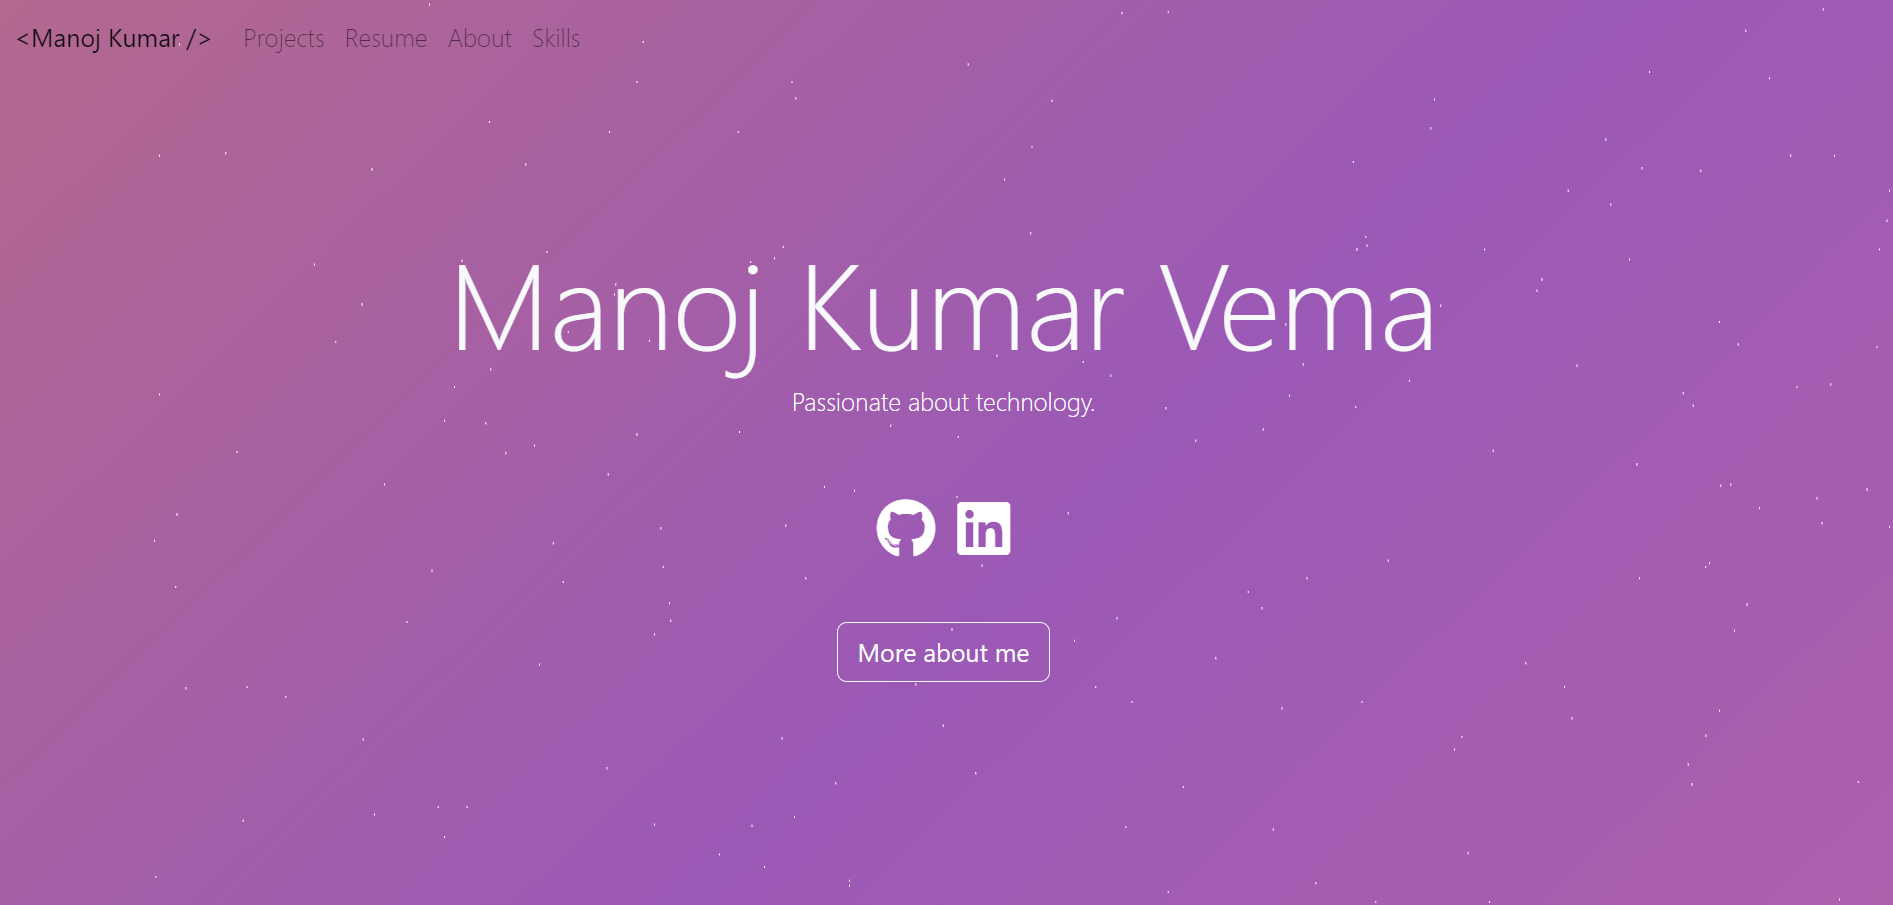 <Manoj Kumar /> Projects Resume About Skills
Manoj Kumar Vema
Passionate about technology.
in
More about me